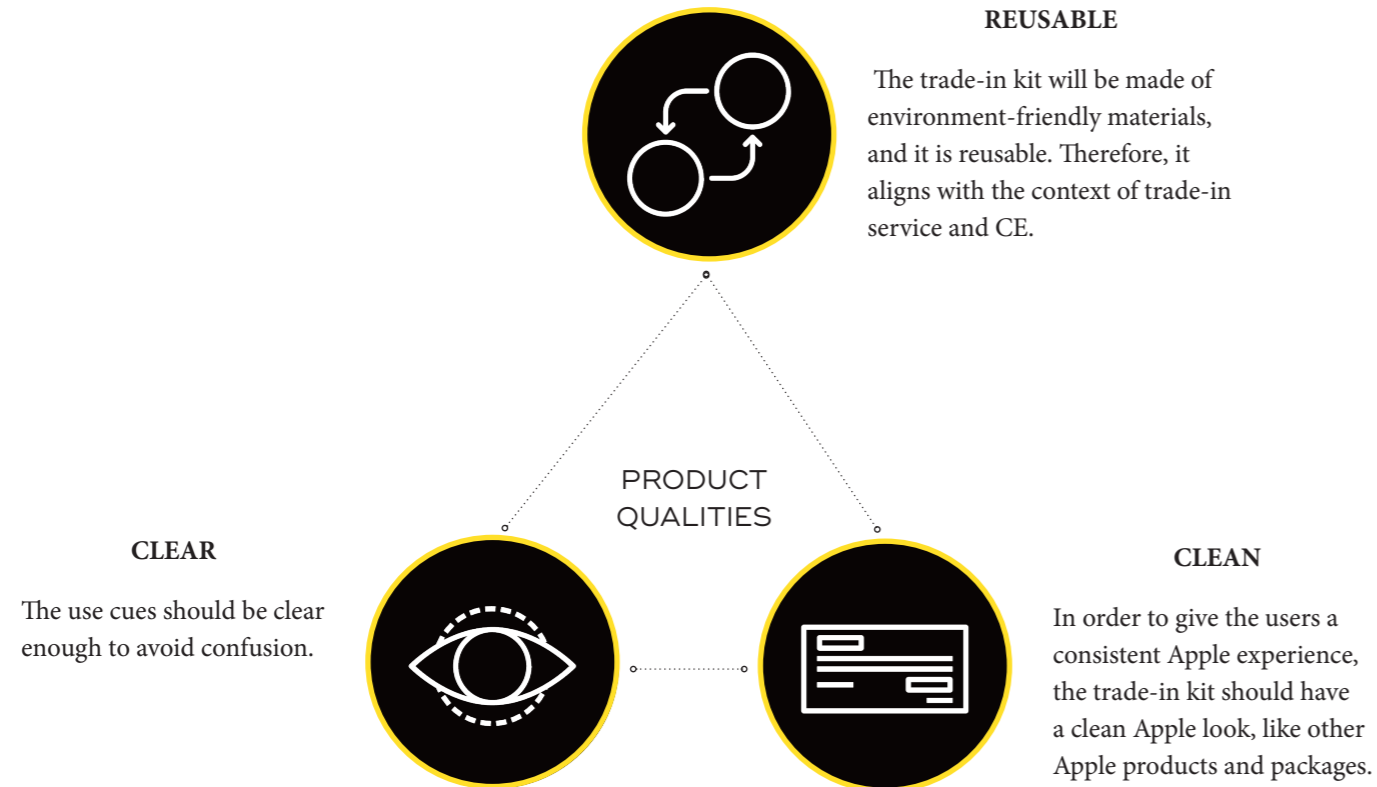 REUSABLE
The trade-in kit will be made of
environment-friendly materials,
and it is reusable. Therefore, it
aligns with the context of trade-in
service and CE.
PRODUCT
QUALITIES
CLEAR
The use cues should be clear
enough to avoid confusion.
CLEAN
In order to give the users a
consistent Apple experience,
the trade-in kit should have
a clean Apple look, like other
Apple products and packages.